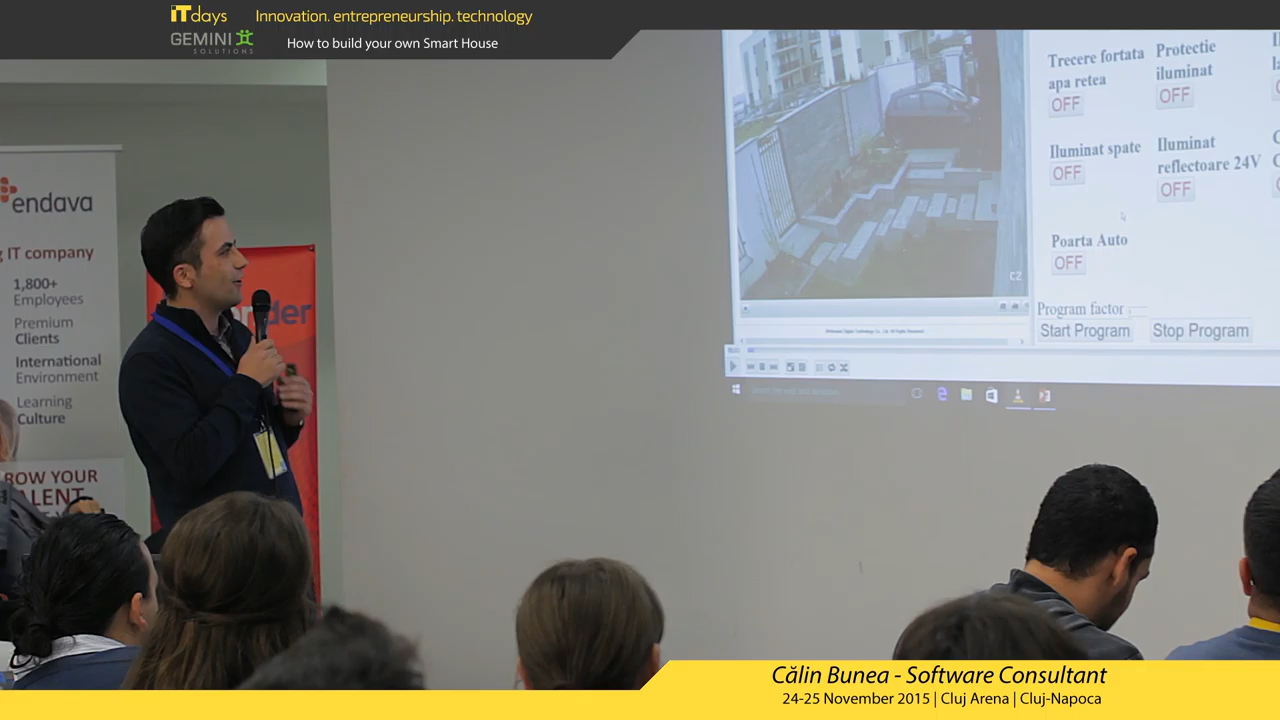 ITdays
Innovation. entrepreneurship. technology
GEMINI
SOLUTIONS
How to build your own Smart House
endava
g IT company
1,800+
Employees
Premium
Clients
International
Environment
Learning
Culture
ROW YOUR
ALENT
der
Trecere fortata
apa retea
OFF
Protectie
iluminat
OFF
Iluminat spate
OFF
Iluminat
reflectoare 24V
OFF
Poarta Auto
OFF
Program factor
Start Program
Stop Program
C2
Călin Bunea - Software Consultant
24-25 November 2015 | Cluj Arena | Cluj-Napoca